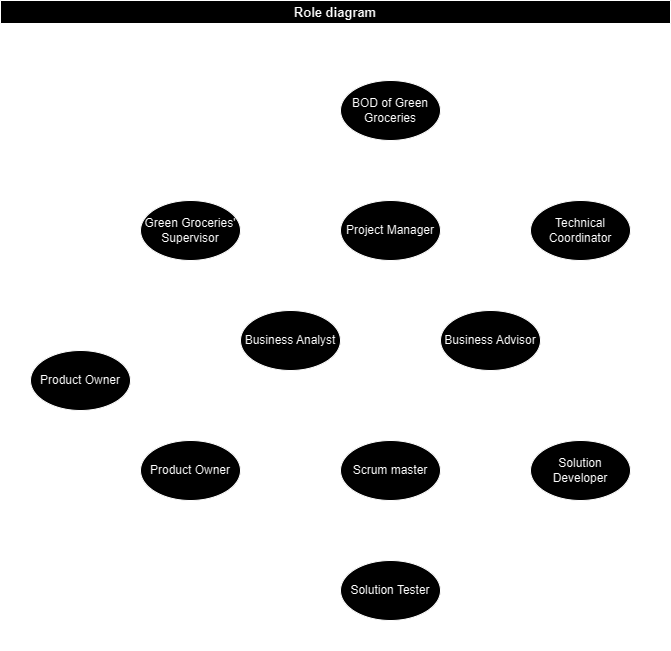 Role diagram
BOD of Green
Groceries
Green Groceries'
Supervisor
Project Manager
Technical
Coordinator
Business Analyst
Business Advisor
Product Owner
Product Owner
Scrum master
Solution
Developer
Solution Tester